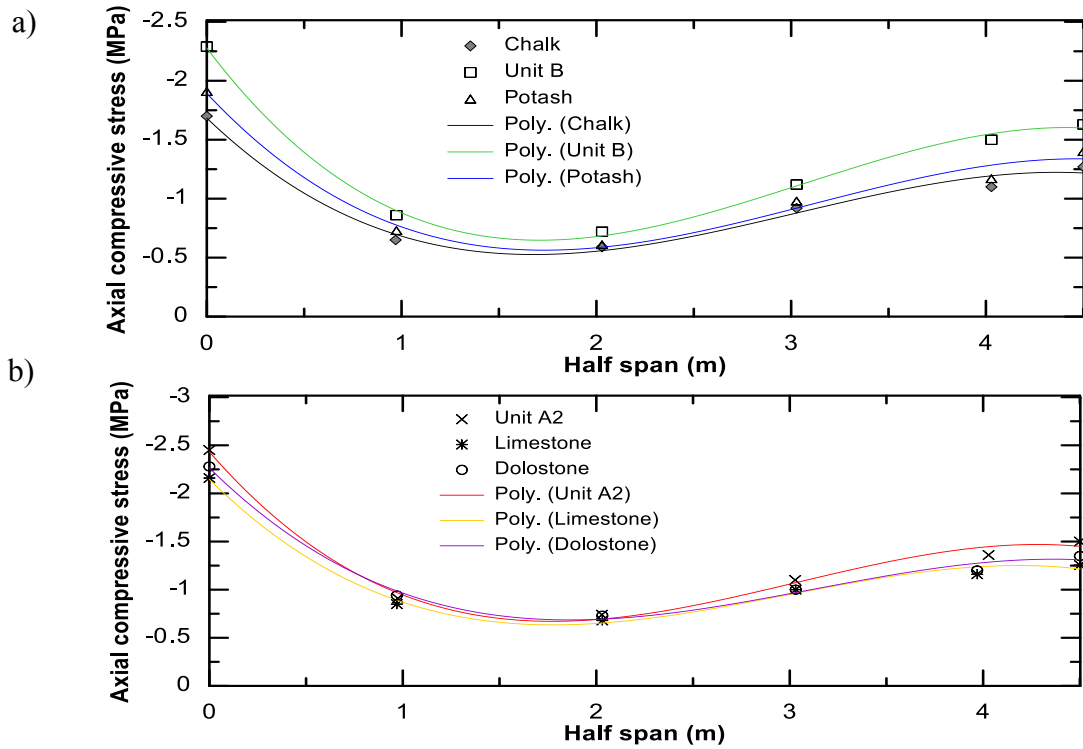 a)
Axial compressive stress (MPa)
-2.5
-2
-1.5
-1
-0.5
0
Chalk
Unit B
Potash
Poly. (Chalk)
Poly. (Unit B)
Poly. (Potash)
0 1 2 3 4
Half span (m)
b)
Axial compressive stress (MPa)
-3
-2.5
-2
-1.5
-1
-0.5
0
Unit A2
Limestone
Dolostone
Poly. (Unit A2)
Poly. (Limestone)
Poly. (Dolostone)
0 1 2 3 4
Half span (m)